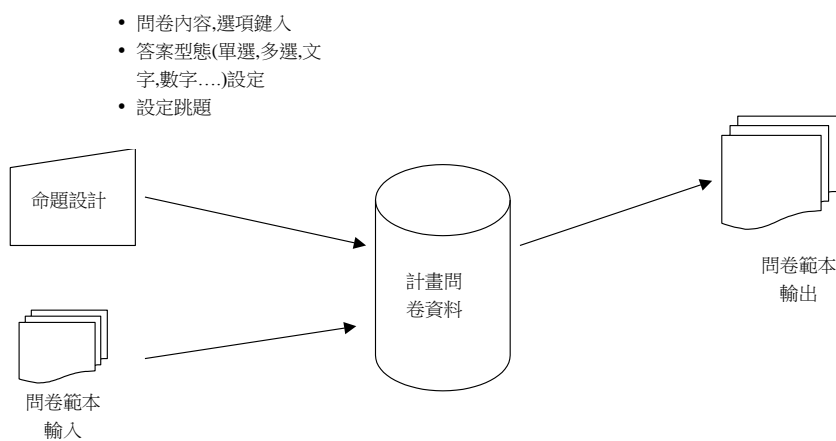 • 問卷內容,選項鍵入
• 答案型態(單選,多選,文
字,數字….)設定
• 設定跳題
命題設計
計畫問
卷資料
問卷範本
輸出
問卷範本
輸入